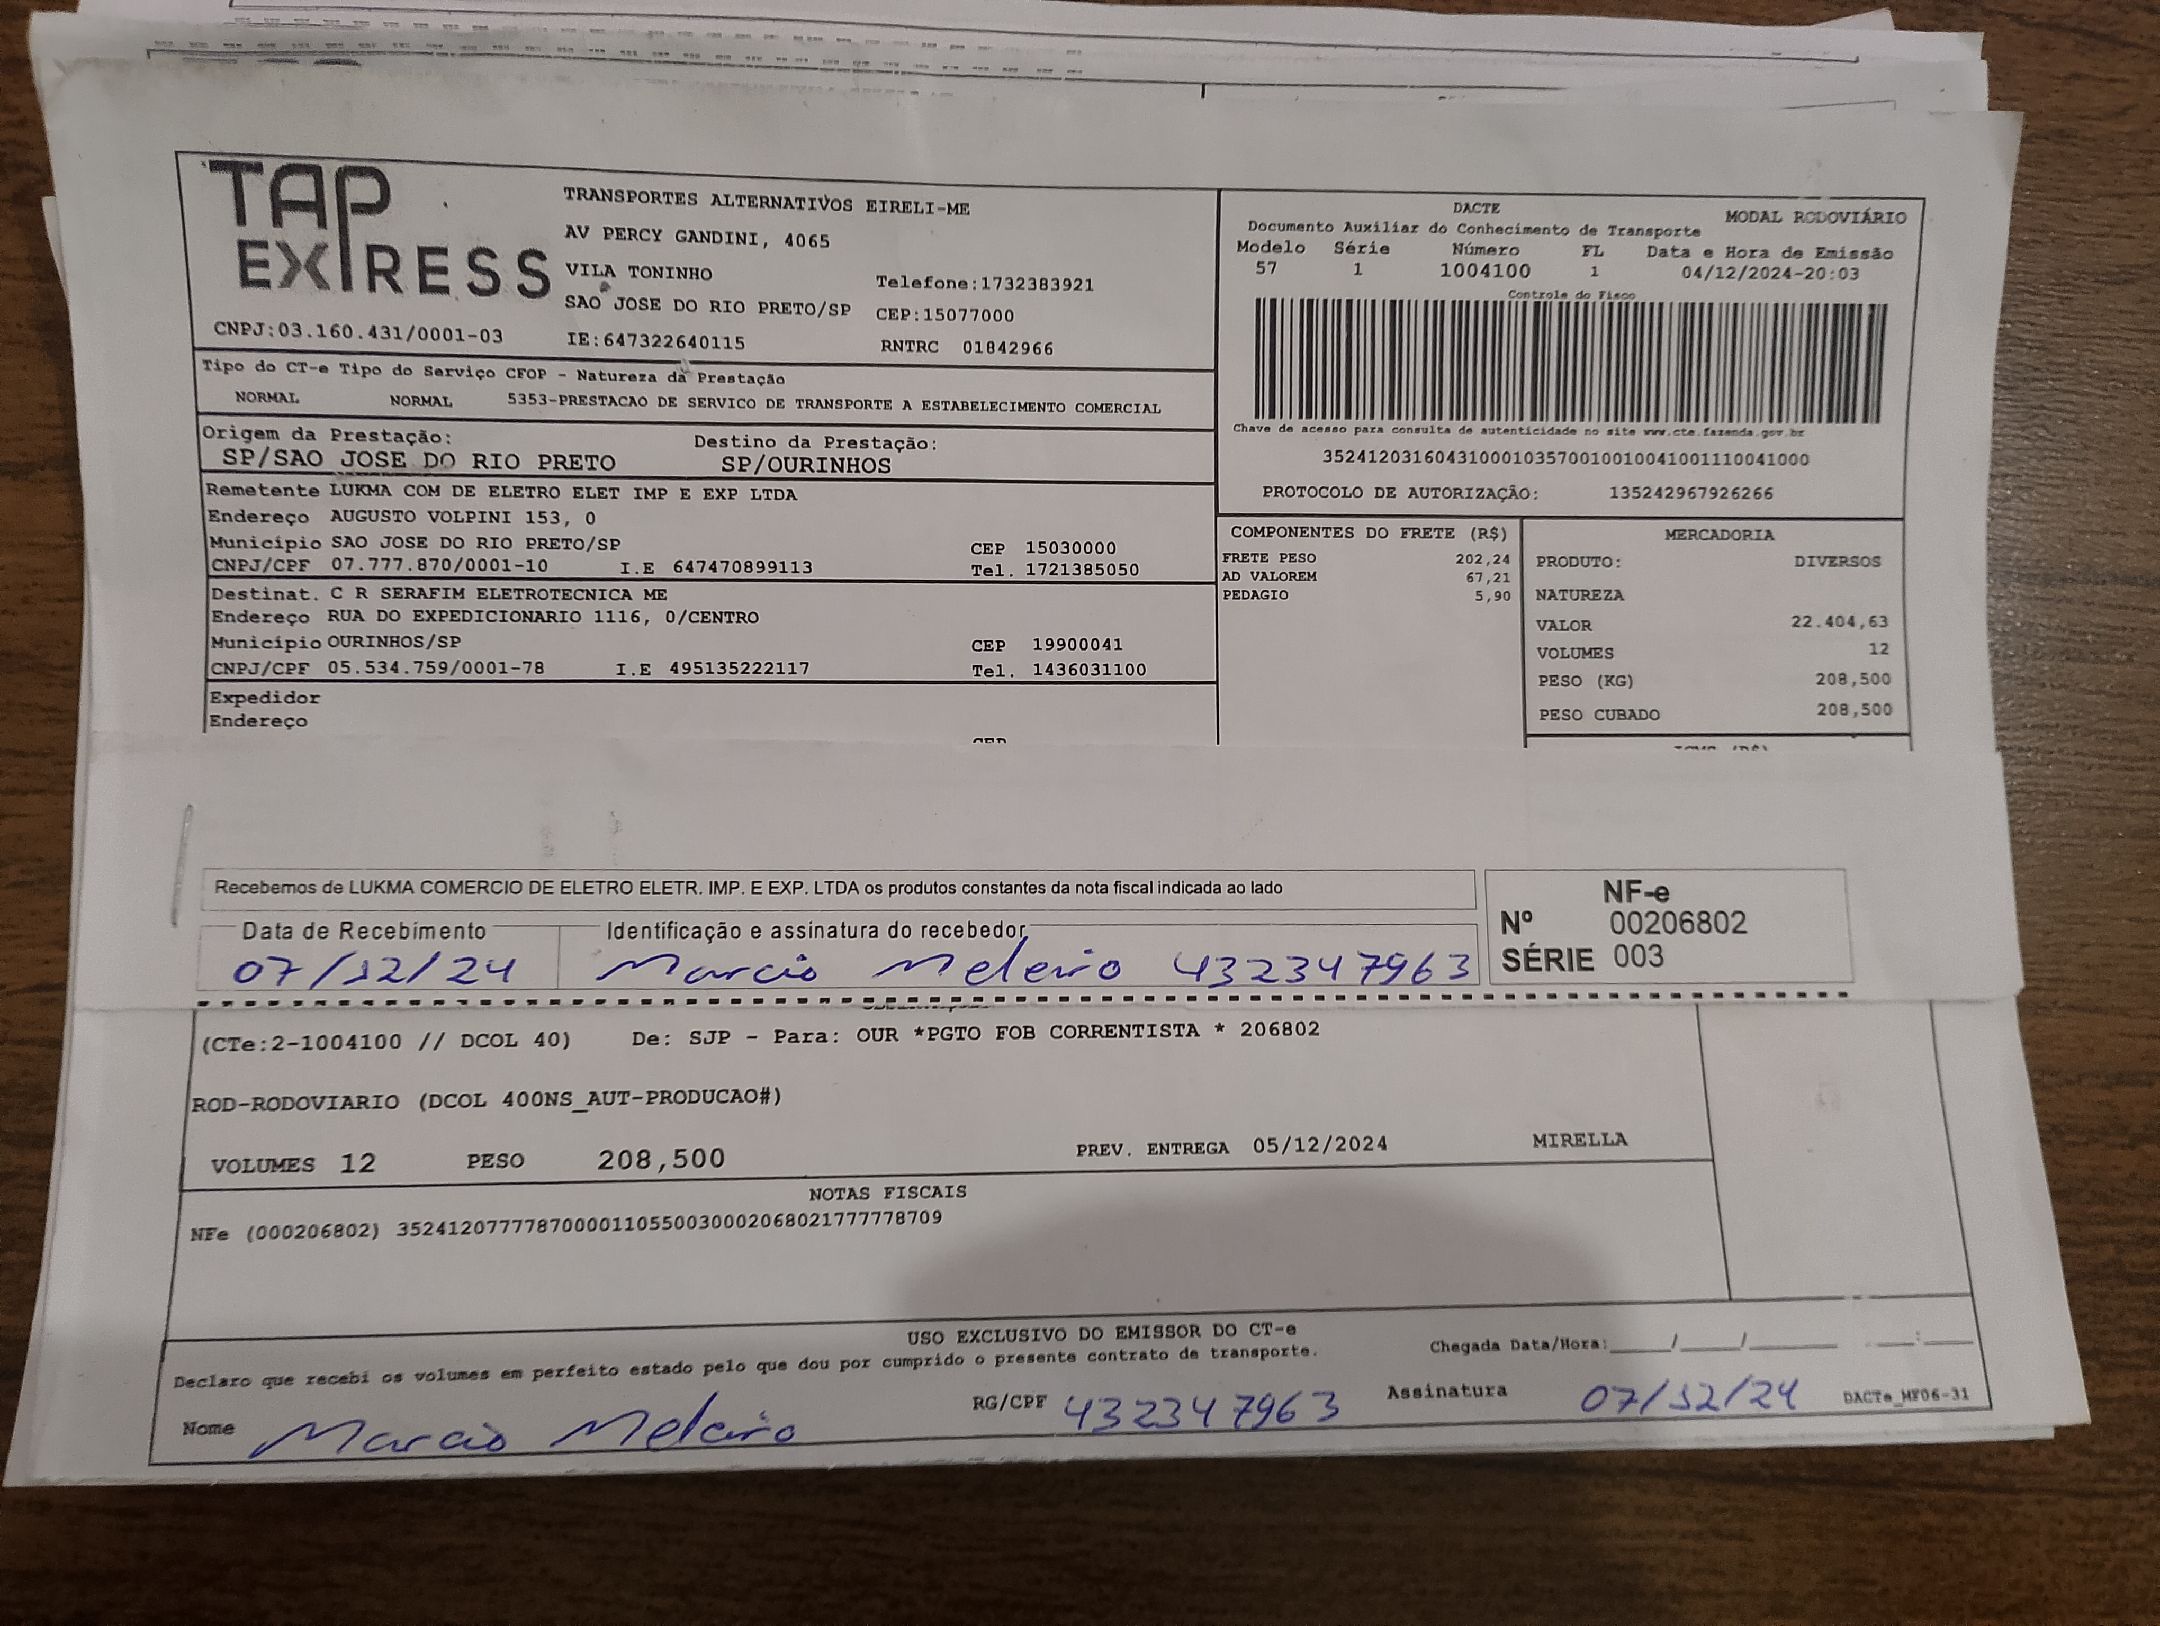 TAP EXPRESS
TRANSPORTES ALTERNATIVOS EIRELI-ME
AV PERCY GANDINI, 4065
VILA TONINHO
Telefone:1732383921
SAO JOSE DO RIO PRETO/SP CEP:15077000
CNPJ:03.160.431/0001-03 IE:647322640115 RNTRC 01842966
DACTE MODAL RODOVIÁRIO
Documento Auxiliar do Conhecimento de Transporte
Modelo Série Número FL Data e Hora de Emissão
57 1 1004100 1 04/12/2024-20:03
Controle do Fisco
Chave de acesso para consulta de autenticidade no site www.cte.fazenda.gov.br
35241203160431000103570010010041001110041000
PROTOCOLO DE AUTORIZAÇÃO: 135242967926266
Tipo do CT-e Tipo do Serviço CFOP - Natureza da Prestação
NORMAL NORMAL 5353-PRESTACAO DE SERVICO DE TRANSPORTE A ESTABELECIMENTO COMERCIAL
Origem da Prestação: Destino da Prestação:
SP/SAO JOSE DO RIO PRETO SP/OURINHOS
Remetente LUKMA COM DE ELETRO ELET IMP E EXP LTDA
Endereço AUGUSTO VOLPINI 153, 0
Município SAO JOSE DO RIO PRETO/SP CEP 15030000
CNPJ/CPF 07.777.870/0001-10 I.E 647470899113 Tel. 1721385050
Destinat. C R SERAFIM ELETROTECNICA ME
Endereço RUA DO EXPEDICIONARIO 1116, 0/CENTRO
Município OURINHOS/SP CEP 19900041
CNPJ/CPF 05.534.759/0001-78 I.E 495135222117 Tel. 1436031100
Expedidor
Endereço
COMPONENTES DO FRETE (R$)
FRETE PESO 202,24
AD VALOREM 67,21
PEDAGIO 5,90
MERCADORIA
PRODUTO: DIVERSOS
NATUREZA
VALOR 22.404,63
VOLUMES 12
PESO (KG) 208,500
PESO CUBADO 208,500
Recebemos de LUKMA COMERCIO DE ELETRO ELETR. IMP. E EXP. LTDA os produtos constantes da nota fiscal indicada ao lado
Data de Recebimento Identificação e assinatura do recebedor
07/12/24 Marcio Meleiro 432347963
NF-e
Nº 00206802
SÉRIE 003
(CTe:2-1004100 // DCOL 40) De: SJP - Para: OUR *PGTO FOB CORRENTISTA * 206802
ROD-RODOVIARIO (DCOL 400NS_AUT-PRODUCAO#)
VOLUMES 12 PESO 208,500 PREV. ENTREGA 05/12/2024 MIRELLA
NOTAS FISCAIS
NFe (000206802) 35241207777870000110550030002068021777778709
USO EXCLUSIVO DO EMISSOR DO CT-e
Declaro que recebi os volumes em perfeito estado pelo que dou por cumprido o presente contrato de transporte. Chegada Data/Hora:____/____/______ ____:____
Nome Marcio Meleiro RG/CPF 432347963 Assinatura 07/12/24 DACTe_MF06-31